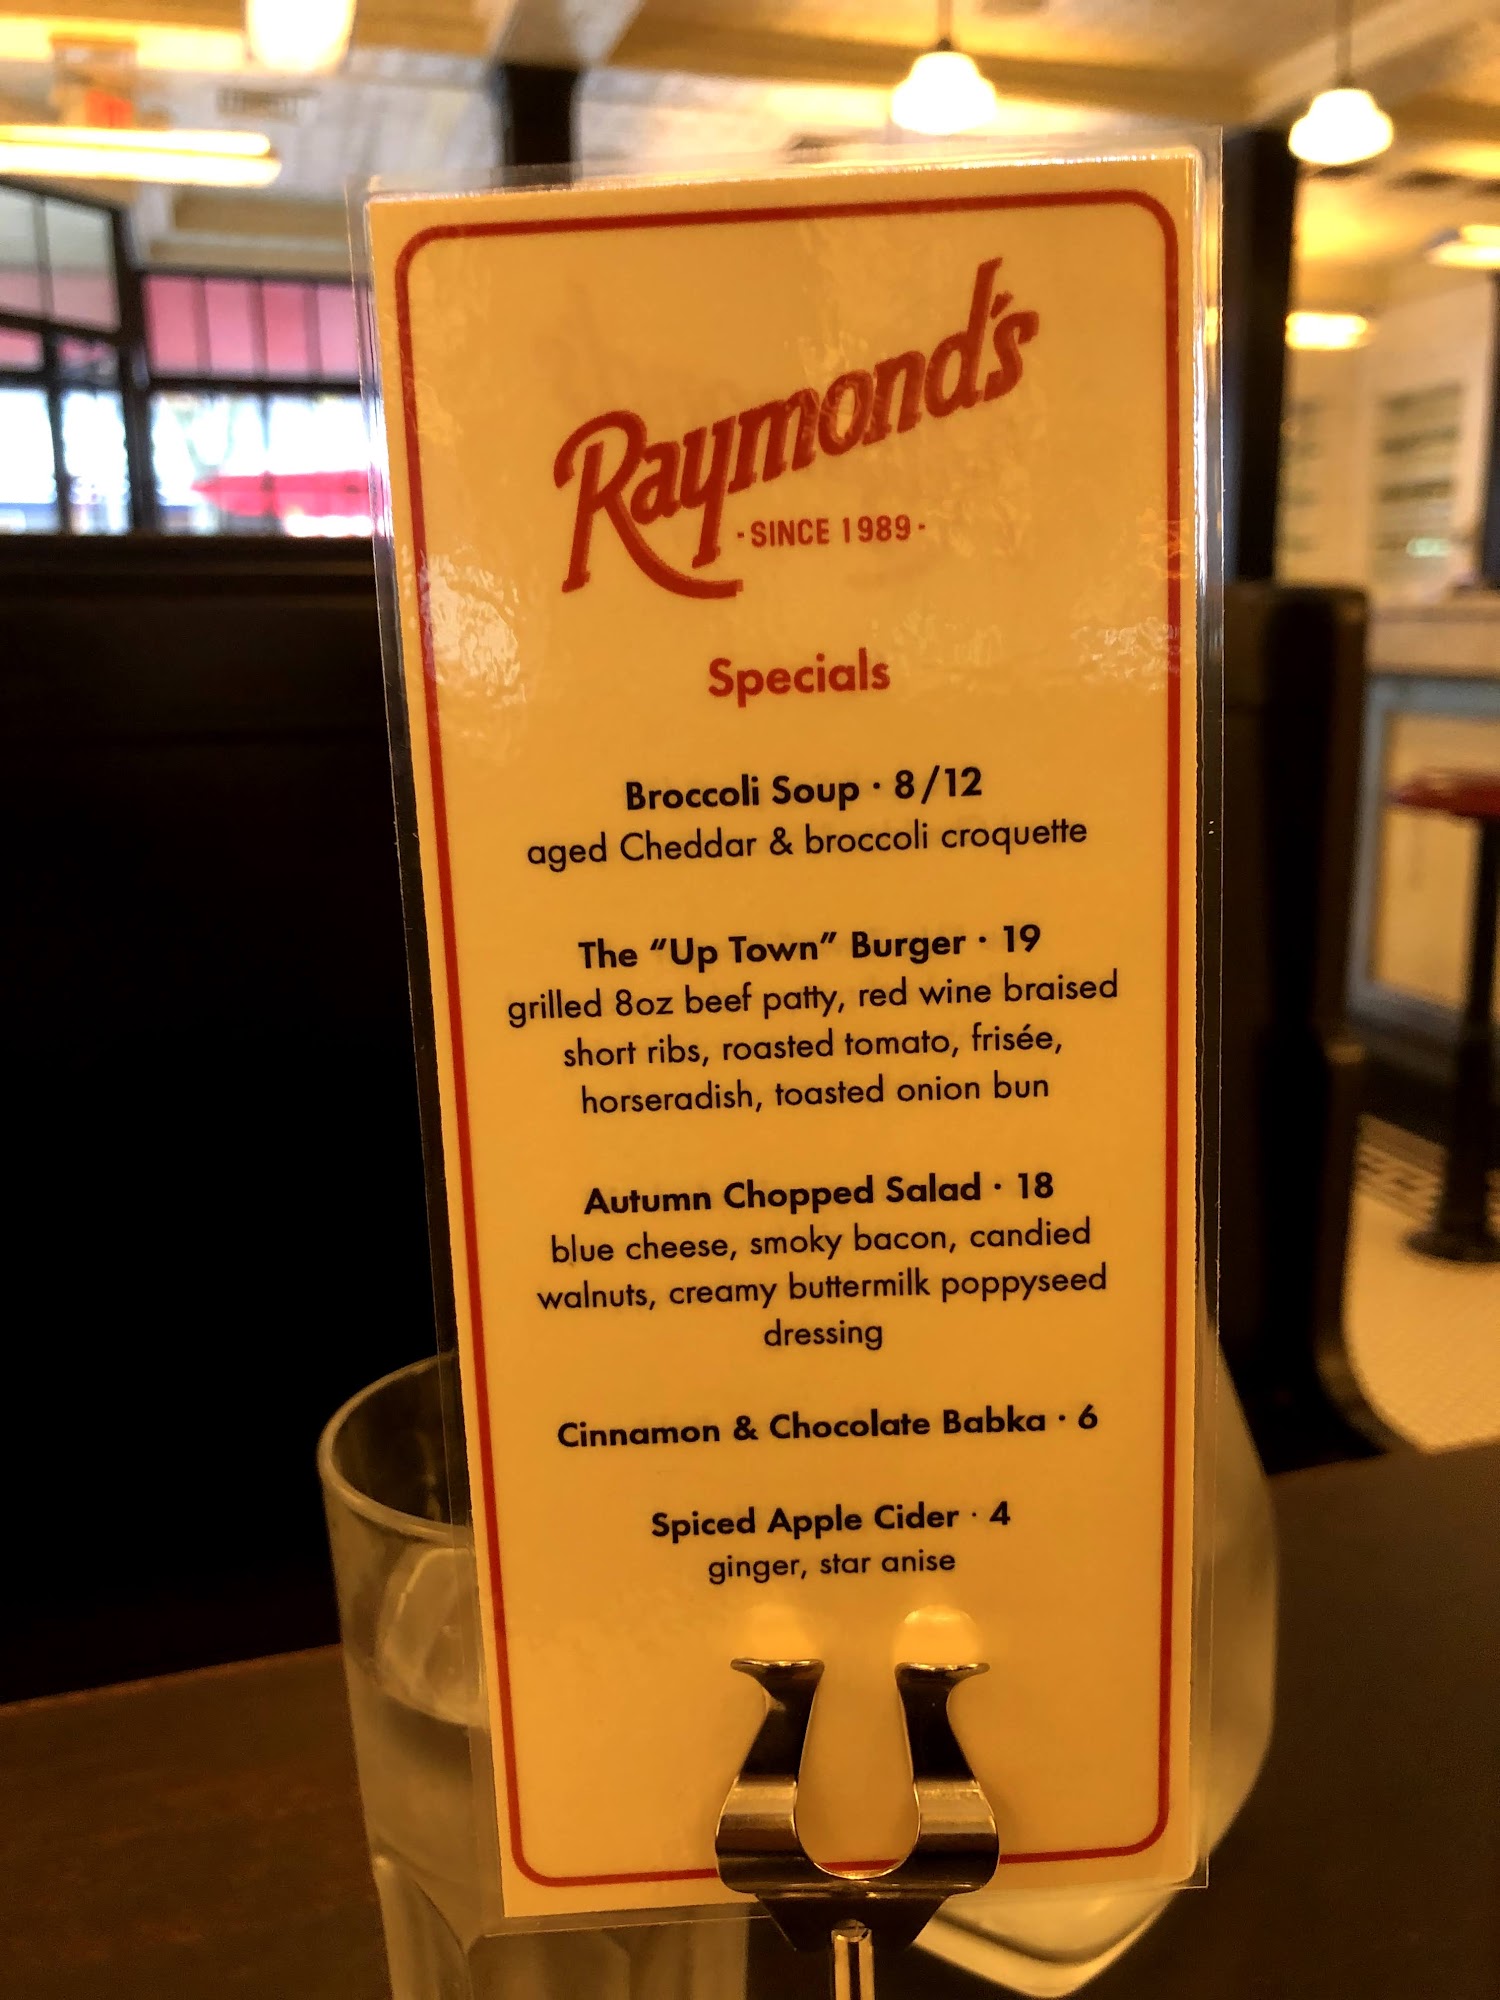 Raymond's
·SINCE 1989·
Specials
Broccoli Soup · 8/12
aged Cheddar & broccoli croquette
The “Up Town” Burger · 19
grilled 8oz beef patty, red wine braised
short ribs, roasted tomato, frisée,
horseradish, toasted onion bun
Autumn Chopped Salad · 18
blue cheese, smoky bacon, candied
walnuts, creamy buttermilk poppyseed
dressing
Cinnamon & Chocolate Babka · 6
Spiced Apple Cider · 4
ginger, star anise